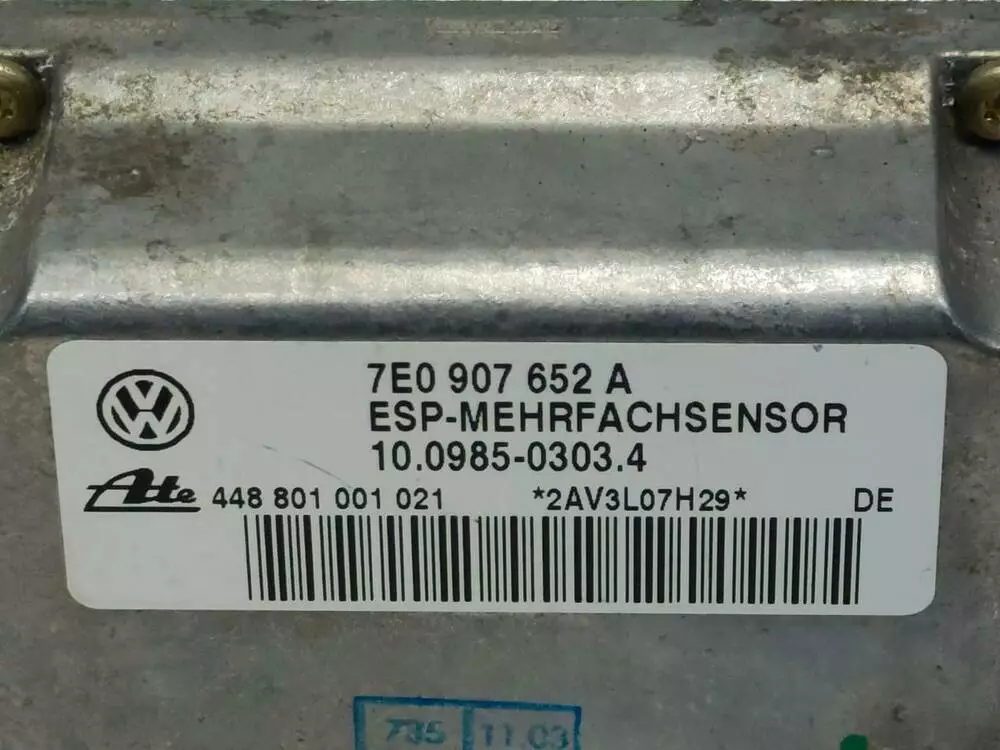 7E0 907 652 A
ESP-MEHRFACHSENSOR
10.0985-0303.4
Ate 448 801 001 021 *2AV3L07H29* DE
735 11.03